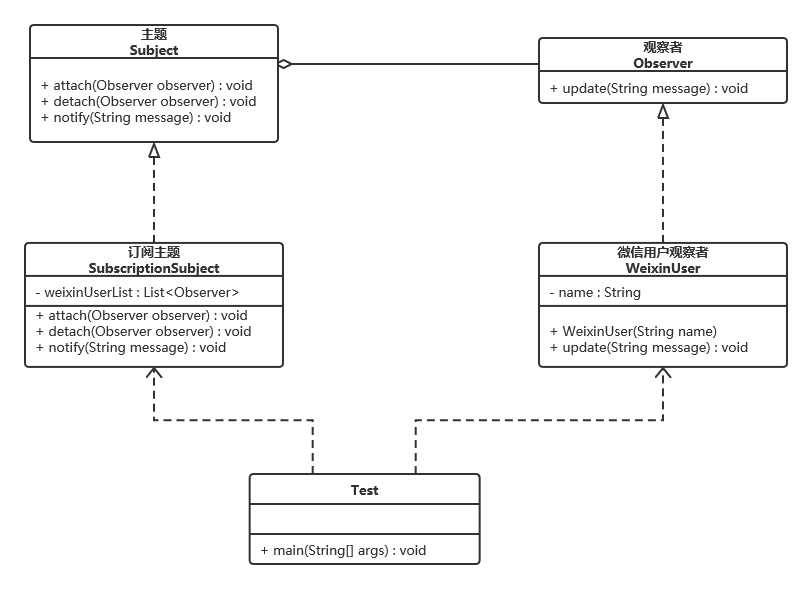 主题
Subject
+ attach(Observer observer) : void
+ detach(Observer observer) : void
+ notify(String message) : void
观察者
Observer
+ update(String message) : void
订阅主题
SubscriptionSubject
- weixinUserList : List<Observer>
+ attach(Observer observer) : void
+ detach(Observer observer) : void
+ notify(String message) : void
微信用户观察者
WeixinUser
- name : String
+ WeixinUser(String name)
+ update(String message) : void
Test
+ main(String[] args) : void